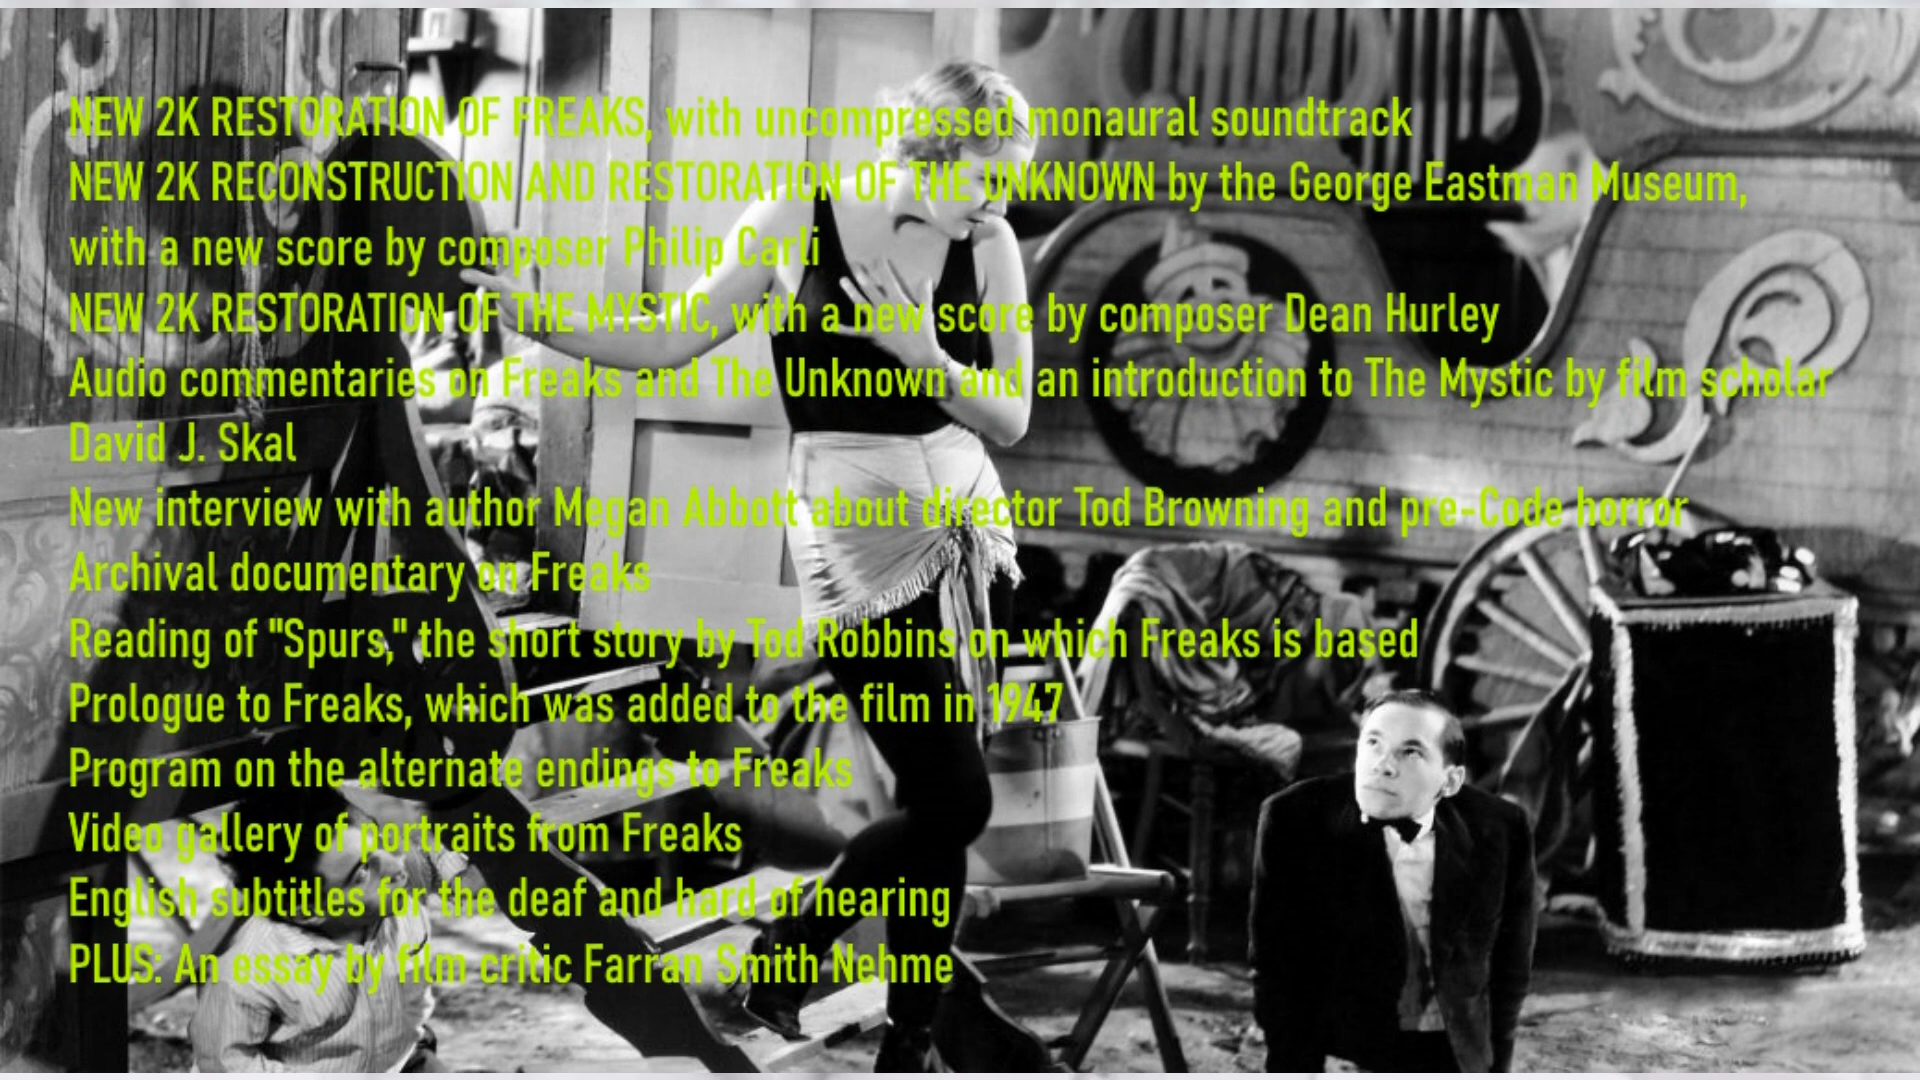 NEW 2K RESTORATION OF FREAKS, with uncompressed monaural soundtrack
NEW 2K RECONSTRUCTION AND RESTORATION OF THE UNKNOWN by the George Eastman Museum,
with a new score by composer Philip Carli
NEW 2K RESTORATION OF THE MYSTIC, with a new score by composer Dean Hurley
Audio commentaries on Freaks and The Unknown and an introduction to The Mystic by film scholar
David J. Skal
New interview with author Megan Abbott about director Tod Browning and pre-Code horror
Archival documentary on Freaks
Reading of "Spurs," the short story by Tod Robbins on which Freaks is based
Prologue to Freaks, which was added to the film in 1947
Program on the alternate endings to Freaks
Video gallery of portraits from Freaks
English subtitles for the deaf and hard of hearing
PLUS: An essay by film critic Farran Smith Nehme